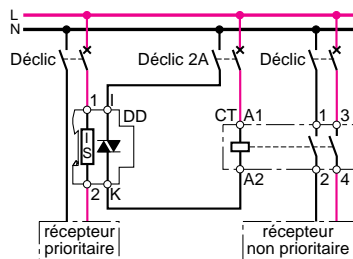 L
N
Déclic Déclic 2A Déclic
1 I DD CT A1 1 3
I
S
2 K A2 2 4
récepteur
prioritaire
récepteur
non prioritaire